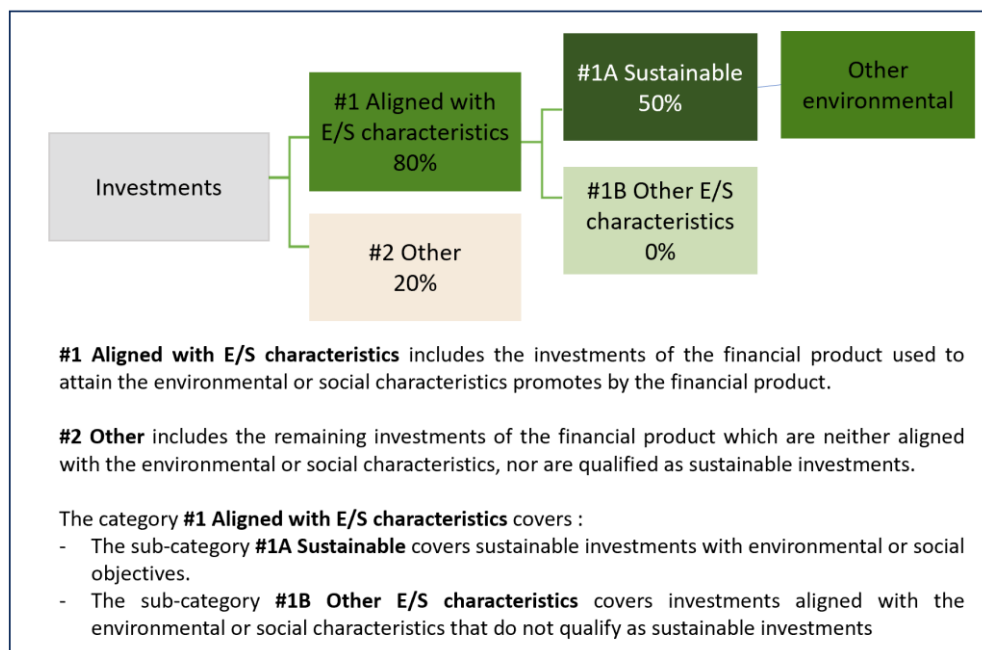 Investments
#1 Aligned with
E/S characteristics
80%
#2 Other
20%
#1A Sustainable
50%
#1B Other E/S
characteristics
0%
Other
environmental
#1 Aligned with E/S characteristics includes the investments of the financial product used to
attain the environmental or social characteristics promotes by the financial product.
#2 Other includes the remaining investments of the financial product which are neither aligned
with the environmental or social characteristics, nor are qualified as sustainable investments.
The category #1 Aligned with E/S characteristics covers :
- The sub-category #1A Sustainable covers sustainable investments with environmental or social
objectives.
- The sub-category #1B Other E/S characteristics covers investments aligned with the
environmental or social characteristics that do not qualify as sustainable investments